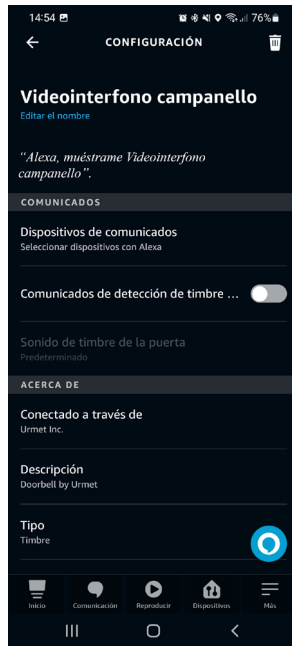 14:54 76%
CONFIGURACIÓN
Videointerfono campanello
Editar el nombre
“Alexa, muéstrame Videointerfono
campanello”.
COMUNICADOS
Dispositivos de comunicados
Seleccionar dispositivos con Alexa
Comunicados de detección de timbre ...
Sonido de timbre de la puerta
Predeterminado
ACERCA DE
Conectado a través de
Urmet Inc.
Descripción
Doorbell by Urmet
Tipo
Timbre
Inicio Comunicación Reproducir Dispositivos Más